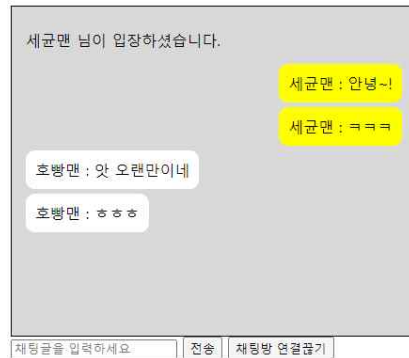 세균맨 님이 입장하셨습니다.
세균맨 : 안녕~!
세균맨 : ㅋㅋㅋ
호빵맨 : 앗 오랜만이네
호빵맨 : ㅎㅎㅎ
채팅글을 입력하세요 전송 채팅방 연결끊기